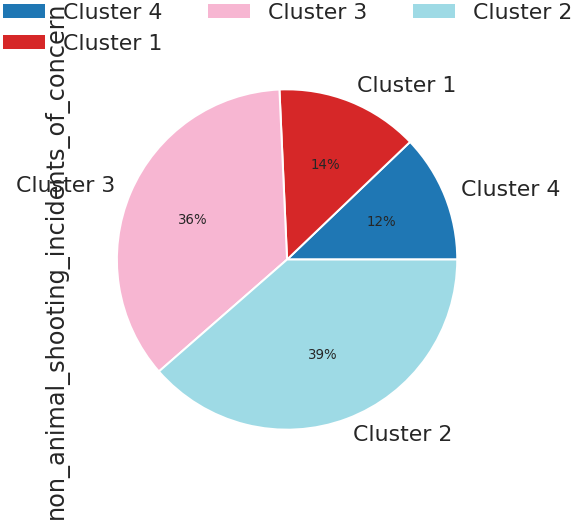 Cluster 4 Cluster 3 Cluster 2
Cluster 1
Cluster 1
14%
Cluster 3
Cluster 4
36%
12%
39%
Cluster 2
non_animal_shooting_incidents_of_concern